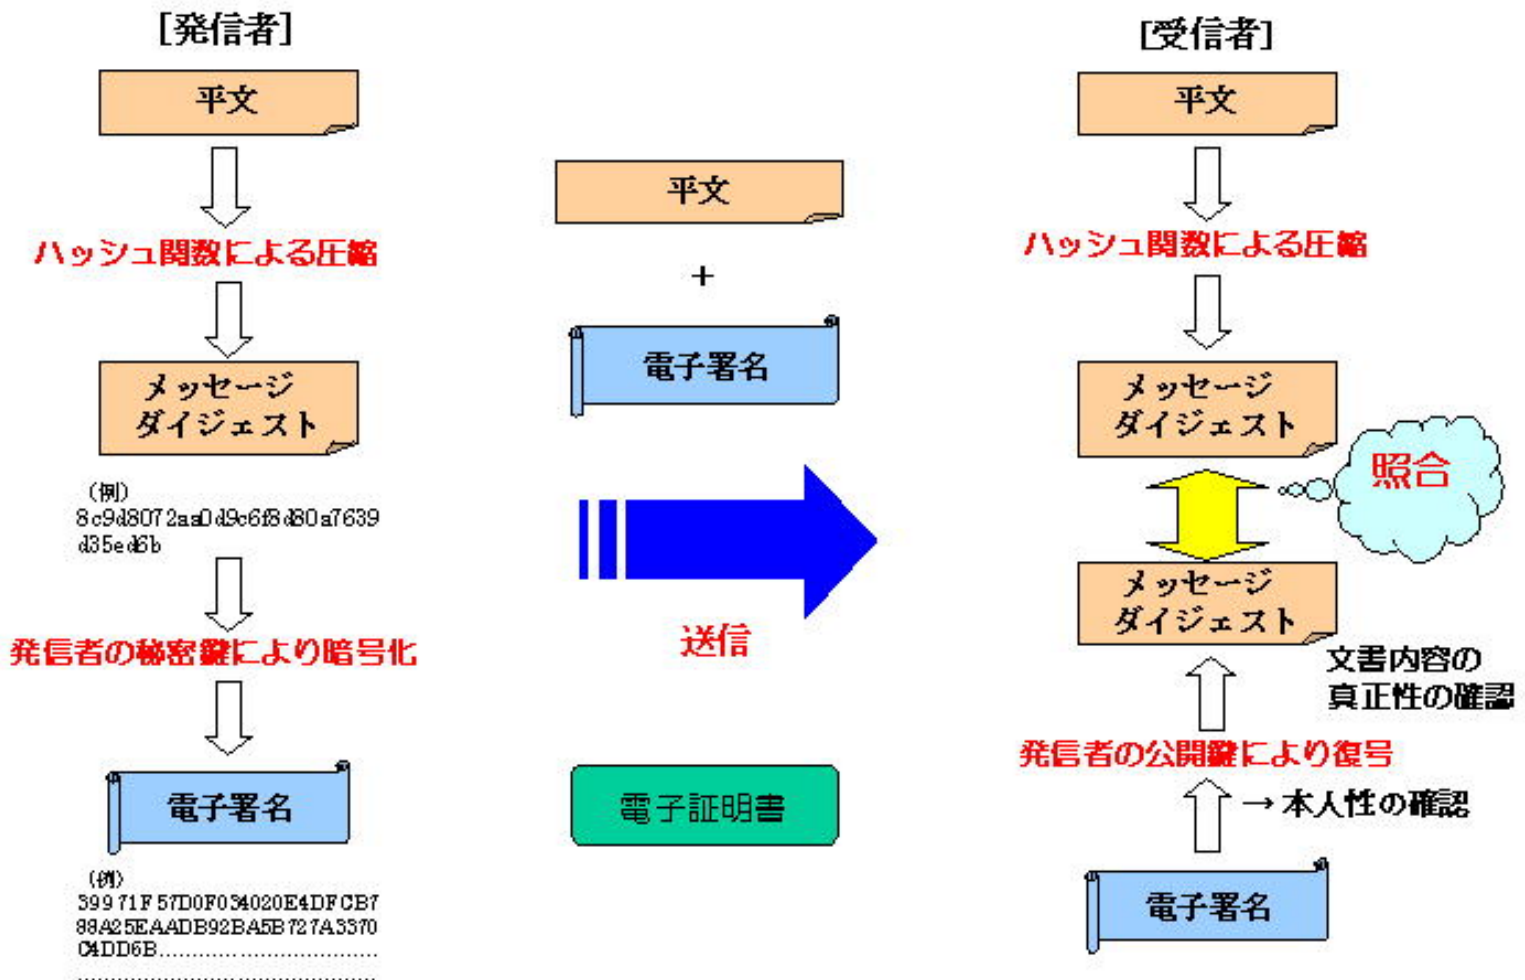 [発信者]
平文
ハッシュ関数による圧縮
メッセージ
ダイジェスト
(例)
8c9d8072aa0d9c6f8d80a7639
d35ed6b
発信者の秘密鍵により暗号化
電子署名
(例)
39971F57D0F034020E4DFCB7
88A25EAADB92BA5B727A3370
C4DD6B..................................
..............................................
平文
+
電子署名
送信
電子証明書
[受信者]
平文
ハッシュ関数による圧縮
メッセージ
ダイジェスト
照合
メッセージ
ダイジェスト
文書内容の
真正性の確認
発信者の公開鍵により復号
→本人性の確認
電子署名